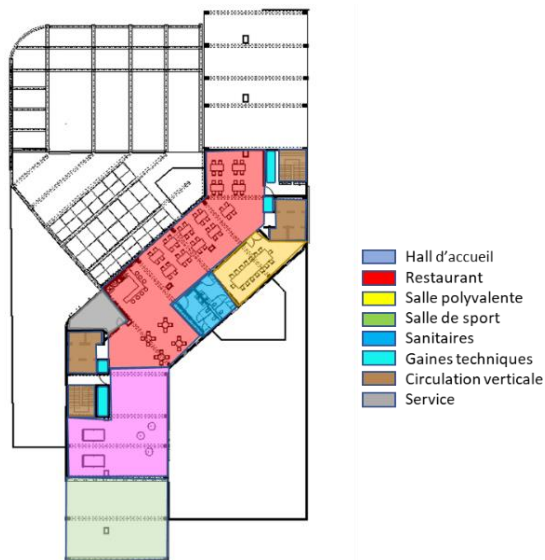 Hall d'accueil
Restaurant
Salle polyvalente
Salle de sport
Sanitaires
Gaines techniques
Circulation verticale
Service